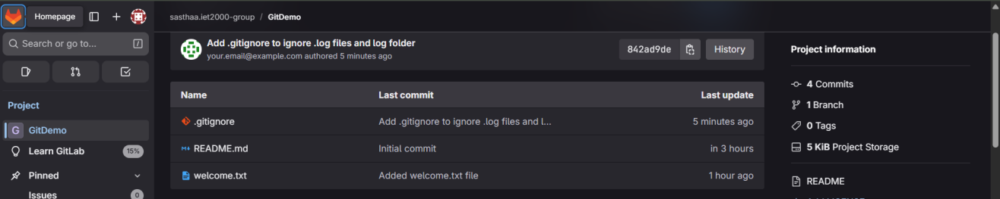 Homepage
sasthaa.iet2000-group / GitDemo
Search or go to... /
Project
G GitDemo
Learn GitLab 15%
Pinned
Issues 0
Add .gitignore to ignore .log files and log folder
your.email@example.com authored 5 minutes ago
842ad9de
History
Name Last commit Last update
.gitignore Add .gitignore to ignore .log files and l... 5 minutes ago
README.md Initial commit in 3 hours
welcome.txt Added welcome.txt file 1 hour ago
Project information
4 Commits
1 Branch
0 Tags
5 KiB Project Storage
README